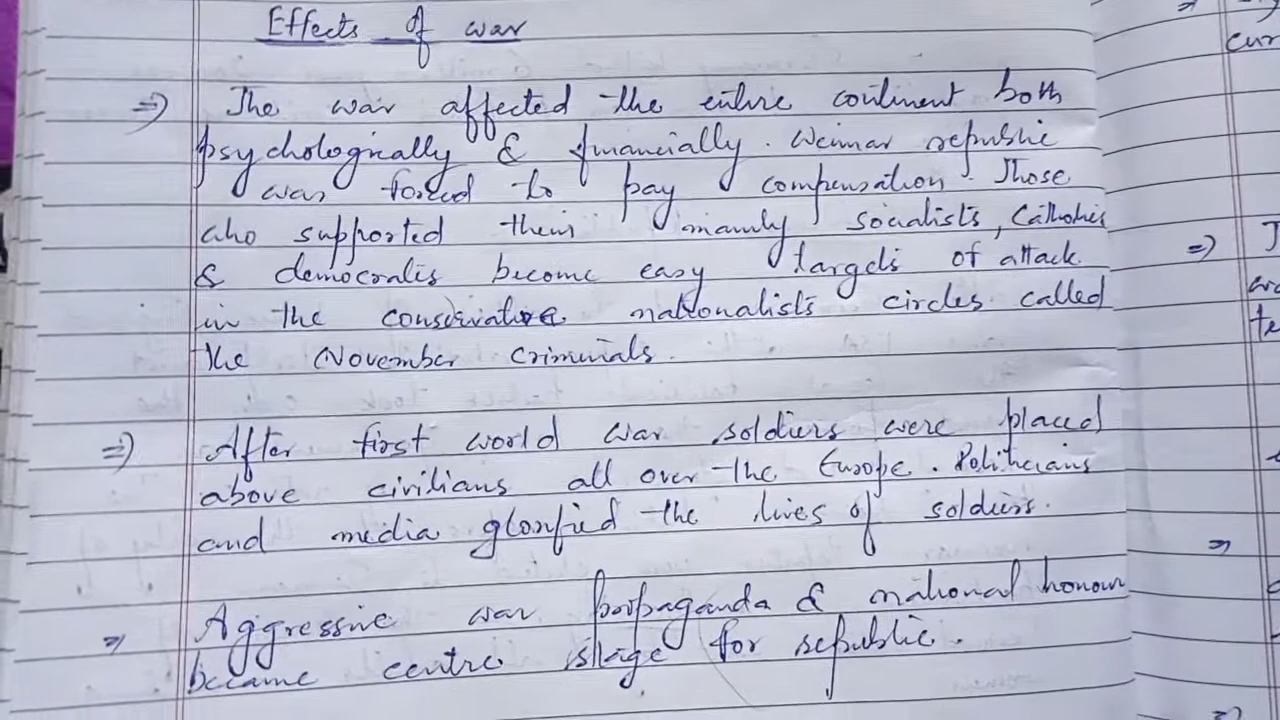 Effects of war
⇒ The war affected the entire continent both
psychologically & financially. Weimar republic
was forced to pay compensation. Those
who supported them mainly socialists, Catholics
& democratis become easy targets of attack
in the conservative nationalists circles called
the November criminals.
⇒ After first world war soldiers were placed
above civilians all over the Europe. Politicians
and media glorified the lives of soldiers.
⇒ Aggressive war propaganda & national honour
became centre stage for republic.
⇒
cur
⇒
te
⇒
⇒